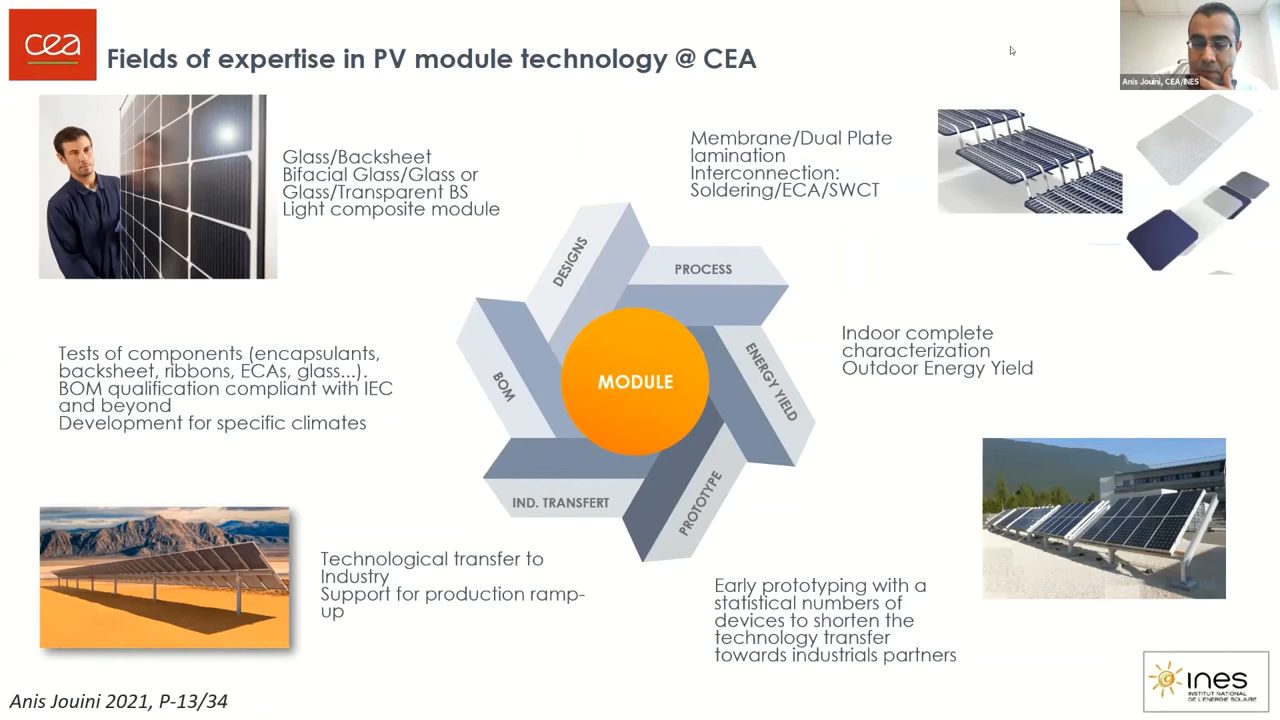 cea
Fields of expertise in PV module technology @ CEA
Anis Jouini, CEA/INES
Glass/Backsheet
Bifacial Glass/Glass or
Glass/Transparent BS
Light composite module
Membrane/Dual Plate
lamination
Interconnection:
Soldering/ECA/SWCT
DESIGNS
PROCESS
BOM
MODULE
ENERGY YIELD
IND. TRANSFERT
PROTOTYPE
Tests of components (encapsulants,
backsheet, ribbons, ECAs, glass...).
BOM qualification compliant with IEC
and beyond
Development for specific climates
Indoor complete
characterization
Outdoor Energy Yield
Technological transfer to
Industry
Support for production ramp-
up
Early prototyping with a
statistical numbers of
devices to shorten the
technology transfer
towards industrials partners
ines
INSTITUT NATIONAL
DE L'ÉNERGIE SOLAIRE
Anis Jouini 2021, P-13/34